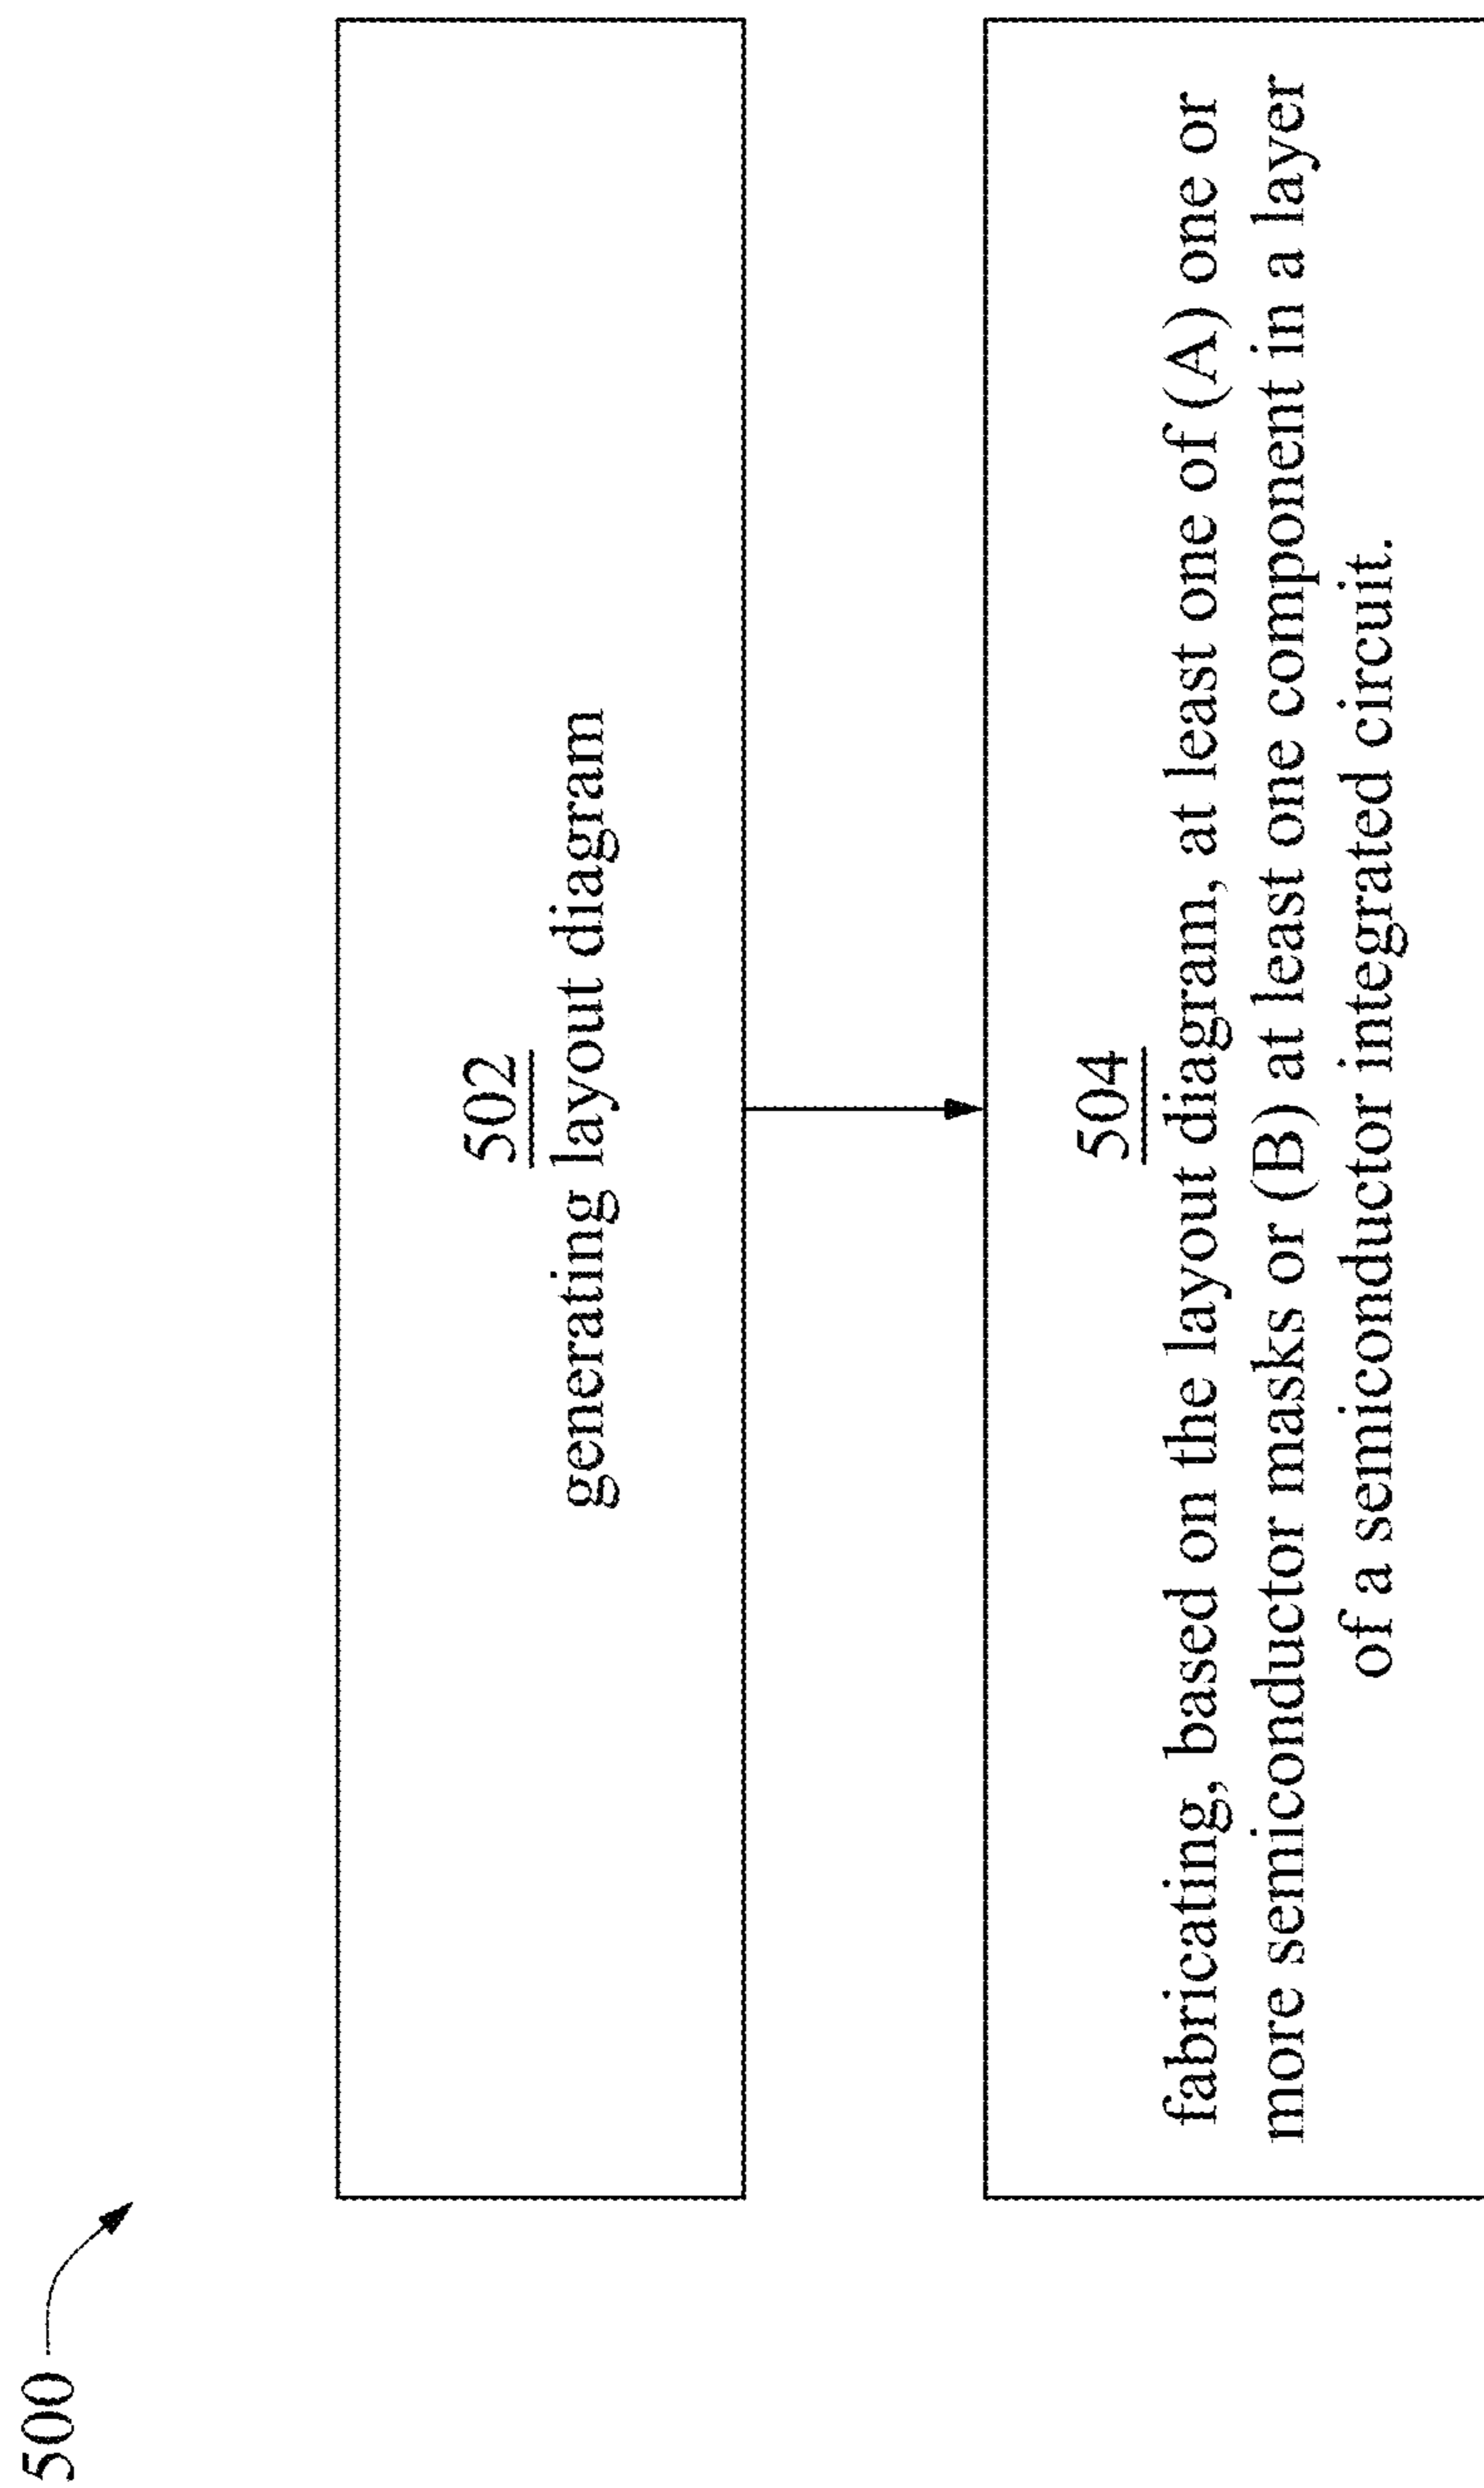 500
502
generating layout diagram
504
fabricating, based on the layout diagram, at least one of (A) one or
more semiconductor masks or (B) at least one component in a layer
of a semiconductor integrated circuit.